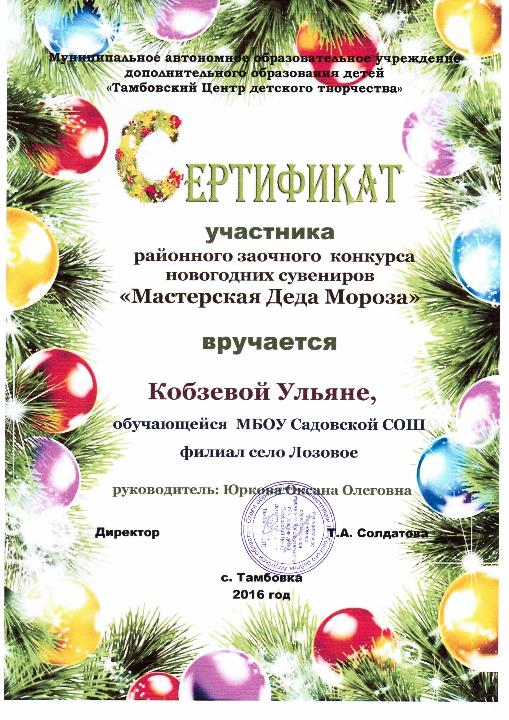 Муниципальное автономное образовательное учреждение
дополнительного образования детей
«Тамбовский Центр детского творчества»
СЕРТИФИКАТ
участника
районного заочного конкурса
новогодних сувениров
«Мастерская Деда Мороза»
вручается
Кобзевой Ульяне,
обучающейся МБОУ Садовской СОШ
филиал село Лозовое
руководитель: Юркова Оксана Олеговна
Директор Т.А. Солдатова
с. Тамбовка
2016 год